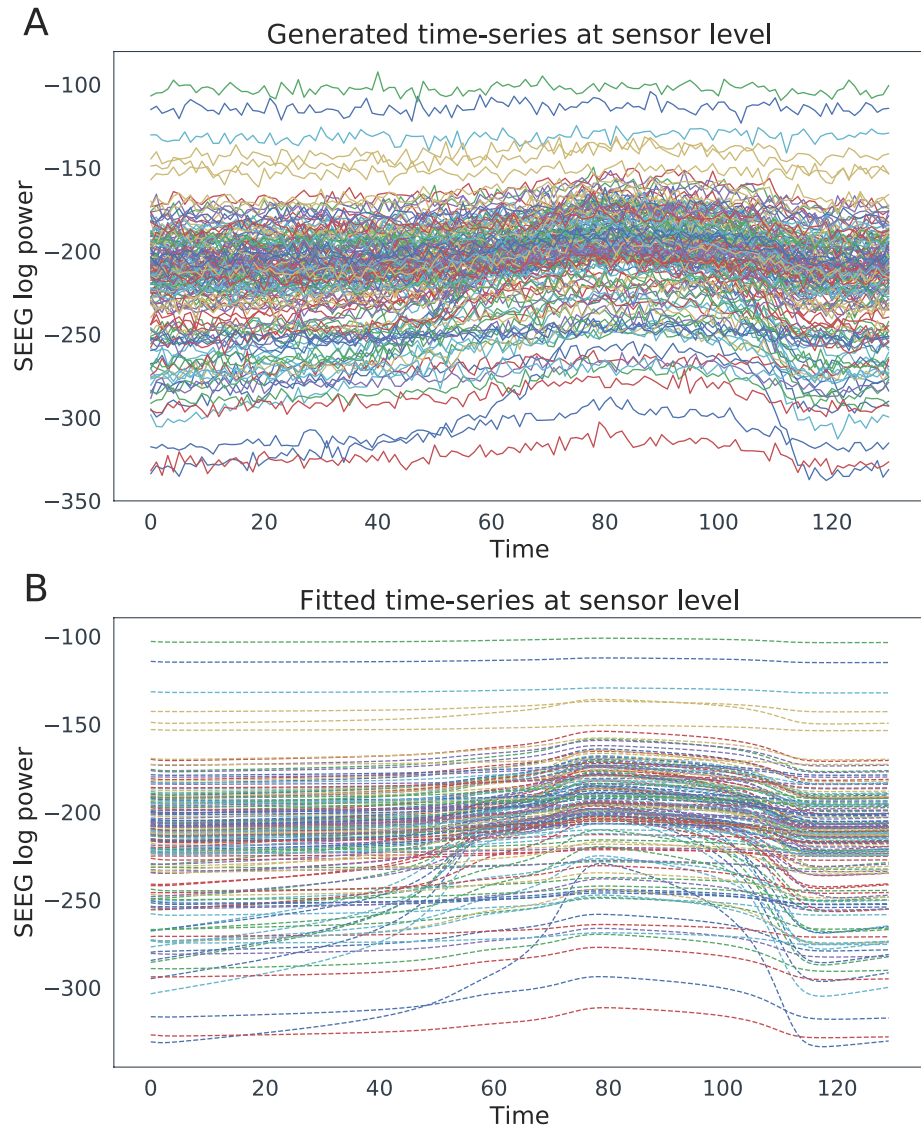 A
Generated time-series at sensor level
SEEG log power
−100
−150
−200
−250
−300
−350
0 20 40 60 80 100 120
Time
B
Fitted time-series at sensor level
SEEG log power
−100
−150
−200
−250
−300
0 20 40 60 80 100 120
Time